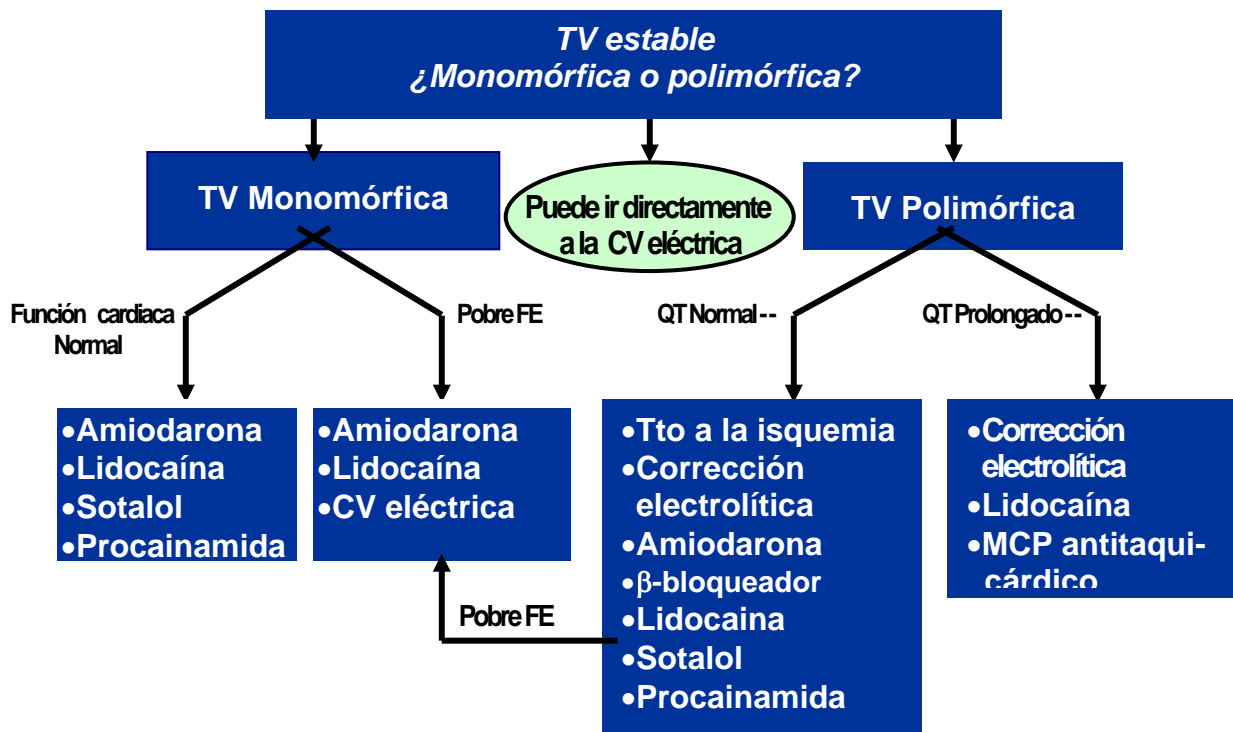 TV estable
¿Monomórfica o polimórfica?
TV Monomórfica
Puede ir directamente
a la CV eléctrica
TV Polimórfica
Función cardiaca
Normal
Pobre FE
QT Normal--
QT Prolongado--
•Amiodarona
•Lidocaína
•Sotalol
•Procainamida
•Amiodarona
•Lidocaína
•CV eléctrica
•Tto a la isquemia
•Corrección
electrolítica
•Amiodarona
•β-bloqueador
•Lidocaina
•Sotalol
•Procainamida
•Corrección
electrolítica
•Lidocaína
•MCP antitaqui-
cárdico
Pobre FE